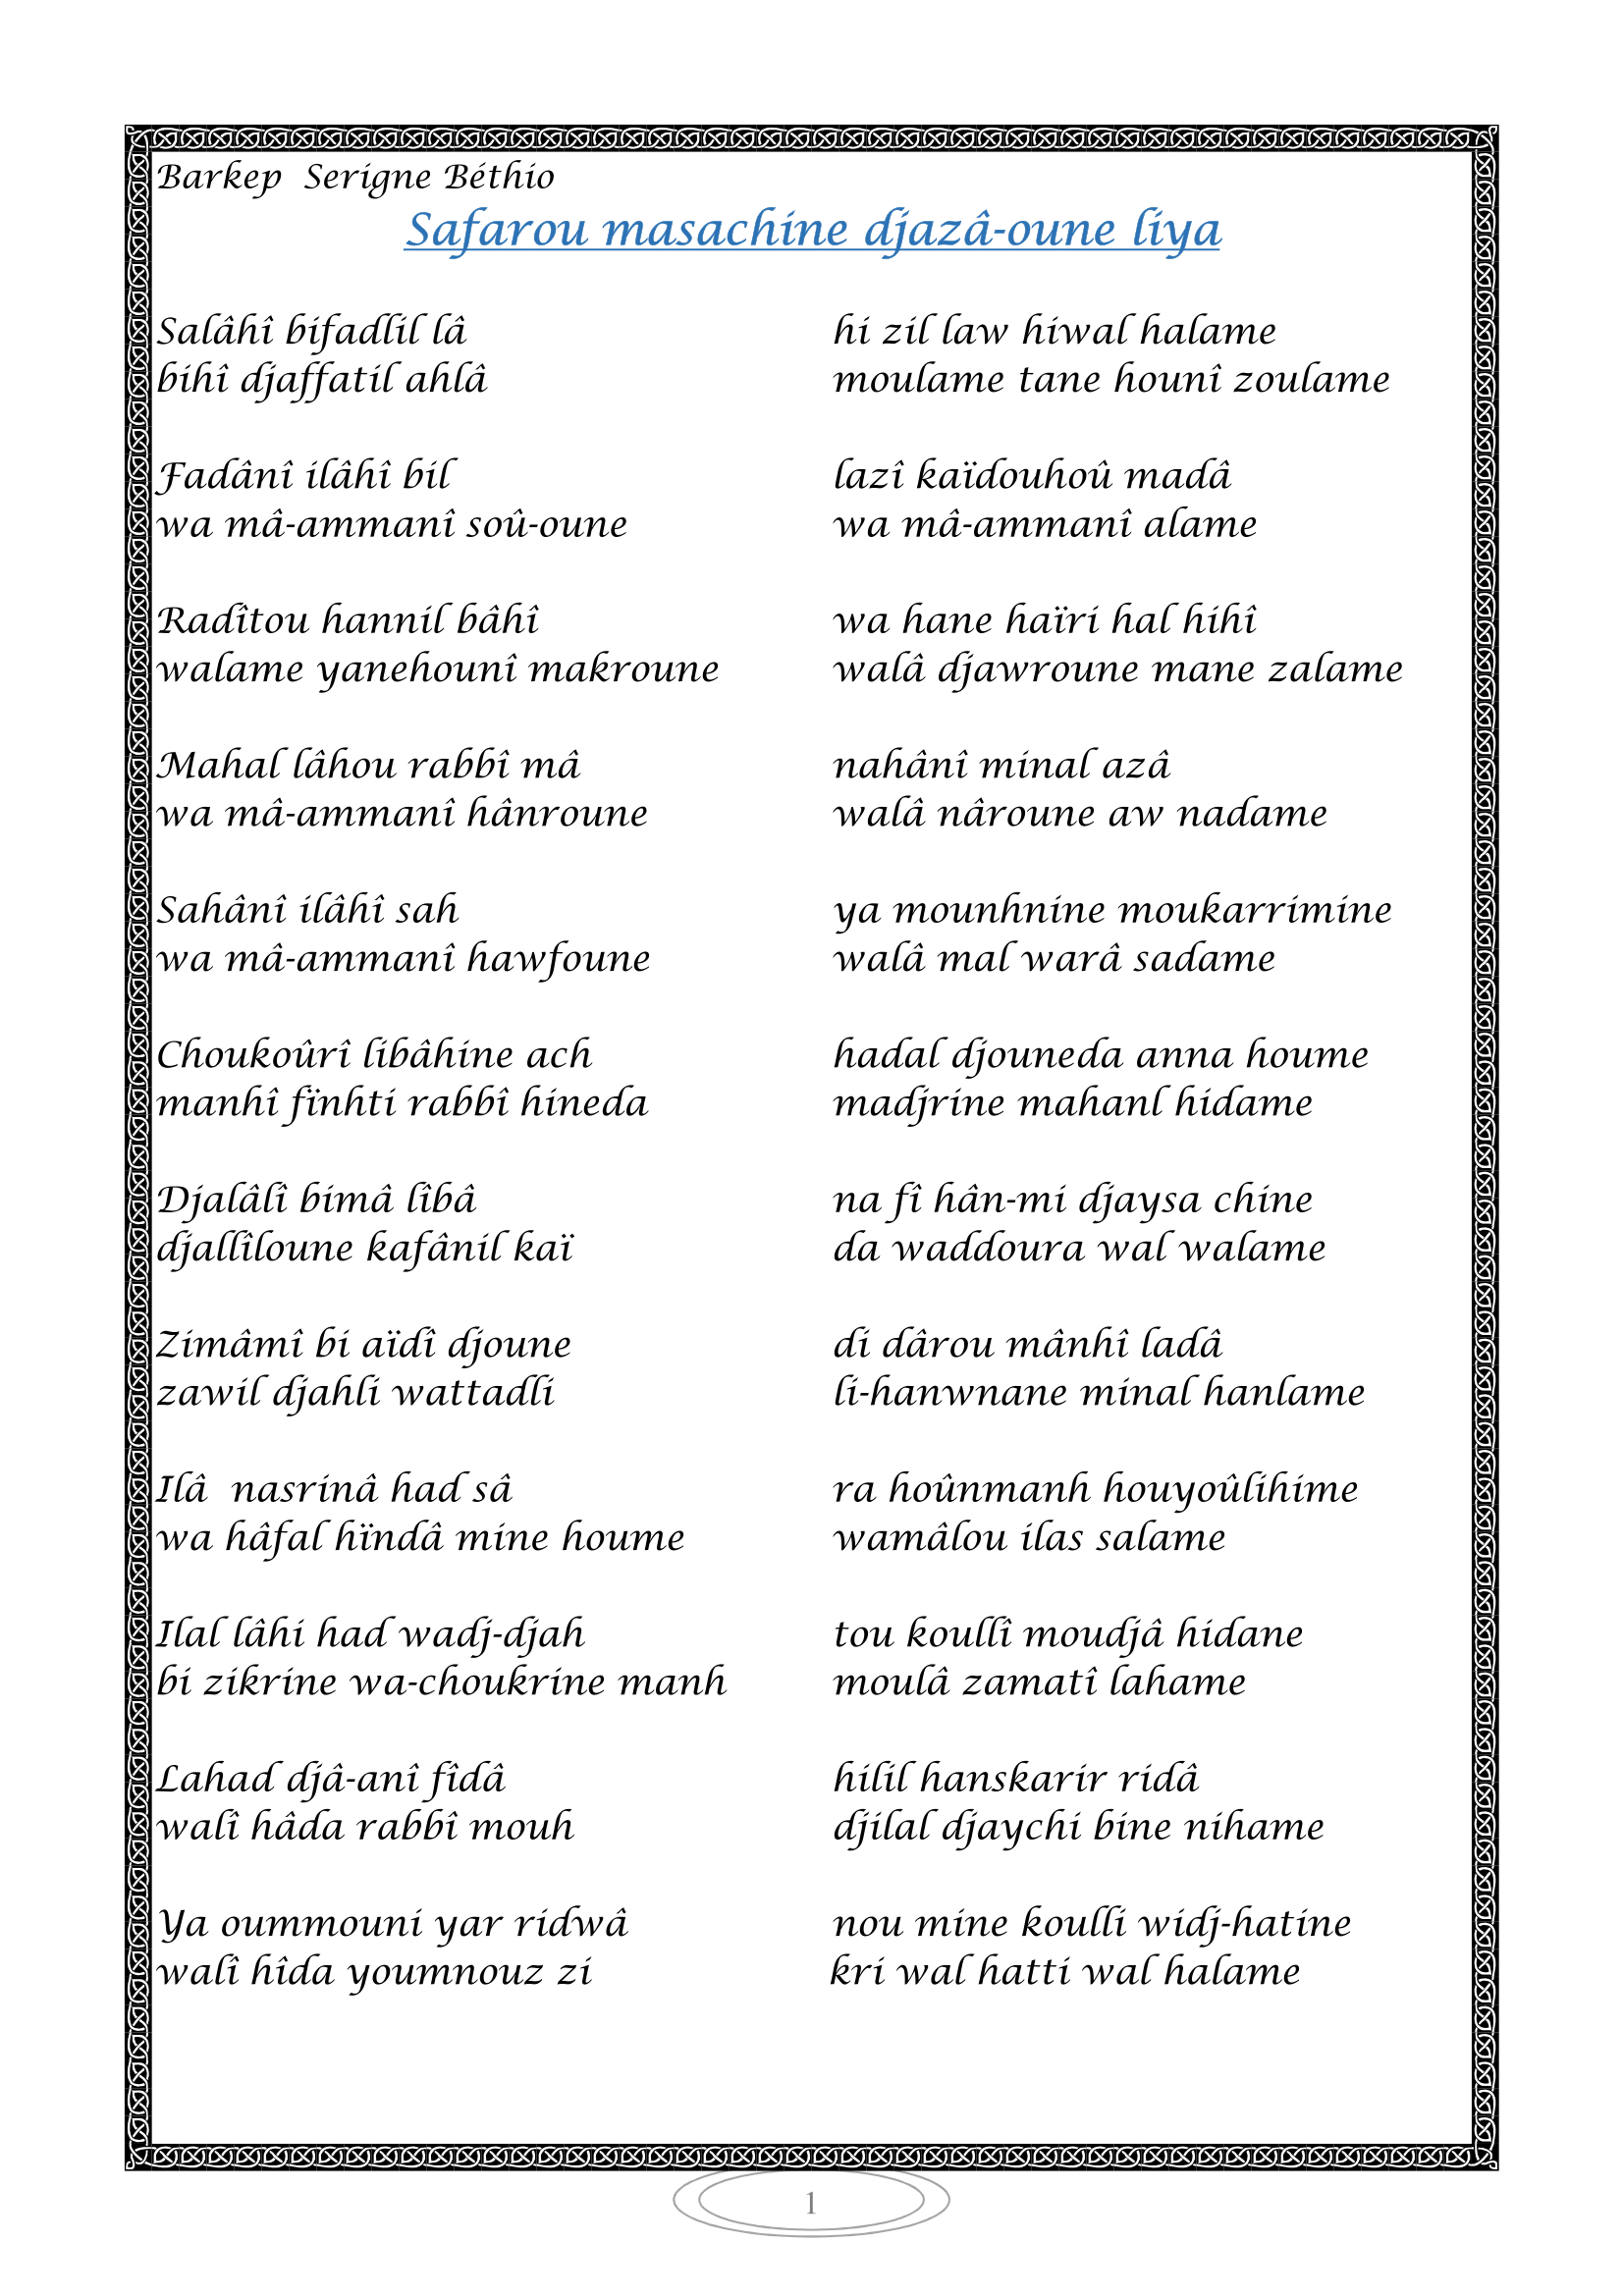 Barkep Serigne Béthio
Safarou masachine djazâ-oune liya
Salâhî bifadlil lâ hi zil law hiwal halame
bihî djaffatil ahlâ moulame tane hounî zoulame
Fadânî ilâhî bil lazî kaïdouhoû madâ
wa mâ-ammanî soû-oune wa mâ-ammanî alame
Radîtou hannil bâhî wa hane haïri hal hihî
walame yanehounî makroune walâ djawroune mane zalame
Mahal lâhou rabbî mâ nahânî minal azâ
wa mâ-ammanî hânroune walâ nâroune aw nadame
Sahânî ilâhî sah ya mounhnine moukarrimine
wa mâ-ammanî hawfoune walâ mal warâ sadame
Choukoûrî libâhine ach hadal djouneda anna houme
manhî fïnhti rabbî hineda madjrine mahanl hidame
Djalâlî bimâ lîbâ na fî hân-mi djaysa chine
djallîloune kafânil kaï da waddoura wal walame
Zimâmî bi aïdî djoune di dârou mânhî ladâ
zawil djahli wattadli li-hanwnane minal hanlame
Ilâ nasrinâ had sâ ra hoûnmanh houyoûlihime
wa hâfal hïndâ mine houme wamâlou ilas salame
Ilal lâhi had wadj-djah tou koullî moudjâ hidane
bi zikrine wa-choukrine manh moulâ zamatî lahame
Lahad djâ-anî fîdâ hilil hanskarir ridâ
walî hâda rabbî mouh djilal djaychi bine nihame
Ya oummouni yar ridwâ nou mine koulli widj-hatine
walî hîda youmnouz zi kri wal hatti wal halame
1